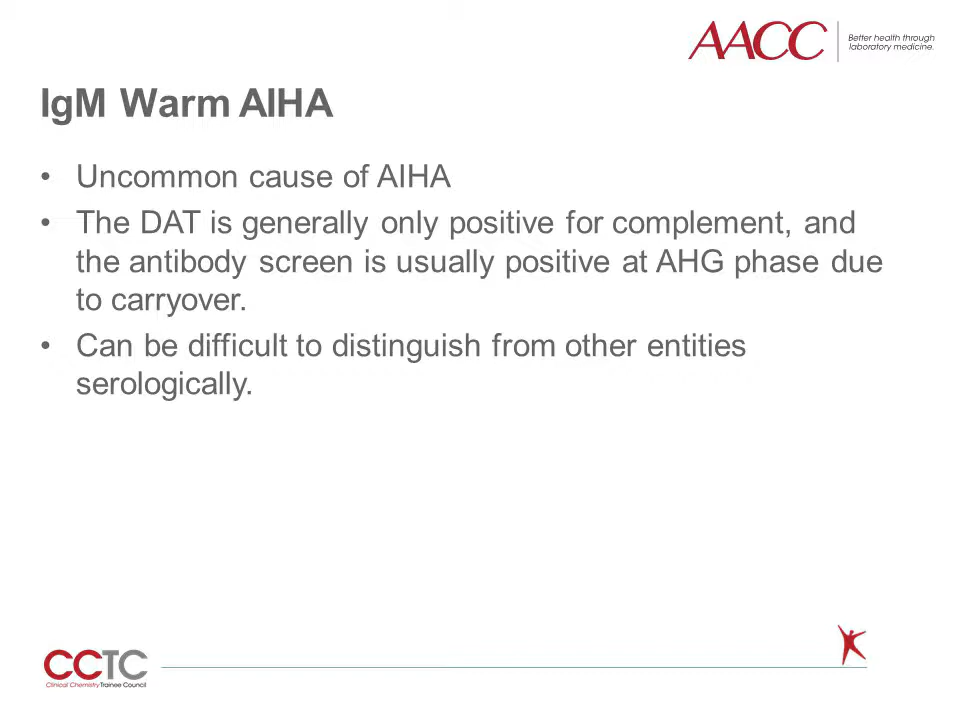 AACC
Better health through
laboratory medicine.
IgM Warm AIHA
• Uncommon cause of AIHA
• The DAT is generally only positive for complement, and
the antibody screen is usually positive at AHG phase due
to carryover.
• Can be difficult to distinguish from other entities
serologically.
CCTC
Clinical Chemistry Trainee Council